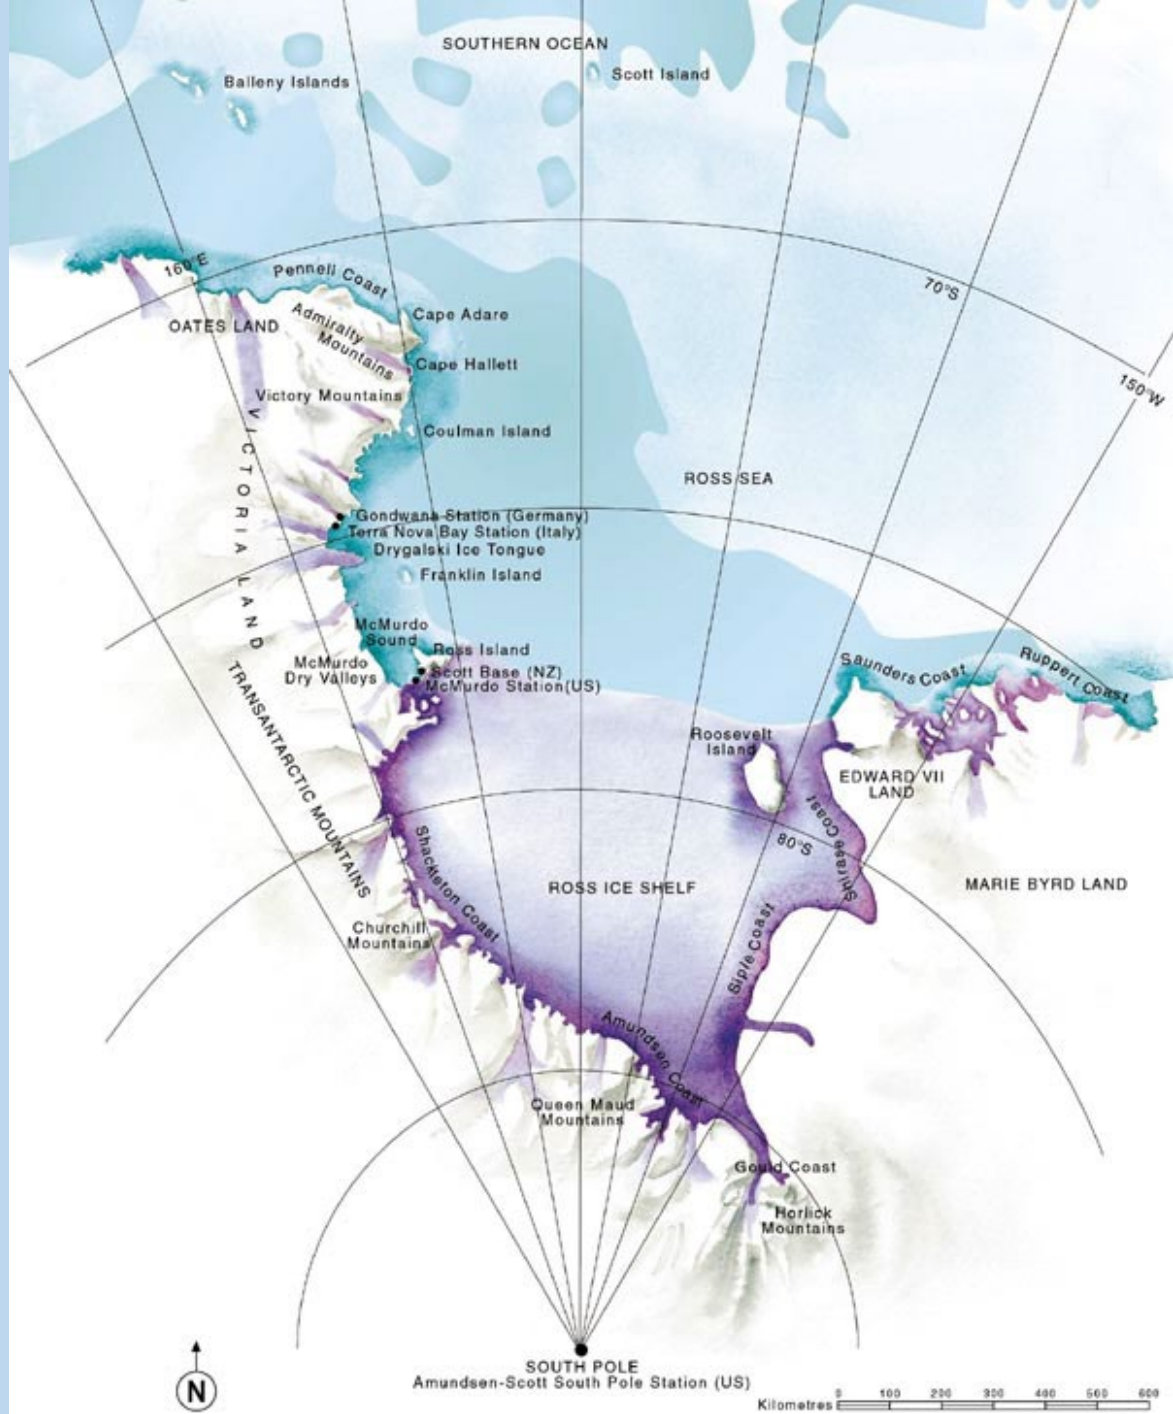 SOUTHERN OCEAN
Scott Island
Balleny Islands
160°E
Pennell Coast
70°S
OATES LAND
Admiralty
Mountains
Cape Adare
Cape Hallett
150°W
Victory Mountains
Coulman Island
VICTORIA LAND
ROSS SEA
Gondwana Station (Germany)
Terra Nova Bay Station (Italy)
Drygalski Ice Tongue
Franklin Island
McMurdo
Sound
Ross Island
McMurdo
Dry Valleys
Scott Base (NZ)
McMurdo Station(US)
Saunders Coast
Ruppert Coast
TRANSANTARCTIC MOUNTAINS
Roosevelt
Island
EDWARD VII
LAND
Shirase Coast
80°S
Shackleton Coast
ROSS ICE SHELF
MARIE BYRD LAND
Churchill
Mountains
Siple Coast
Amundsen Coast
Queen Maud
Mountains
Gould Coast
Horlick
Mountains
SOUTH POLE
Amundsen-Scott South Pole Station (US)
N
Kilometres 0 100 200 300 400 500 600